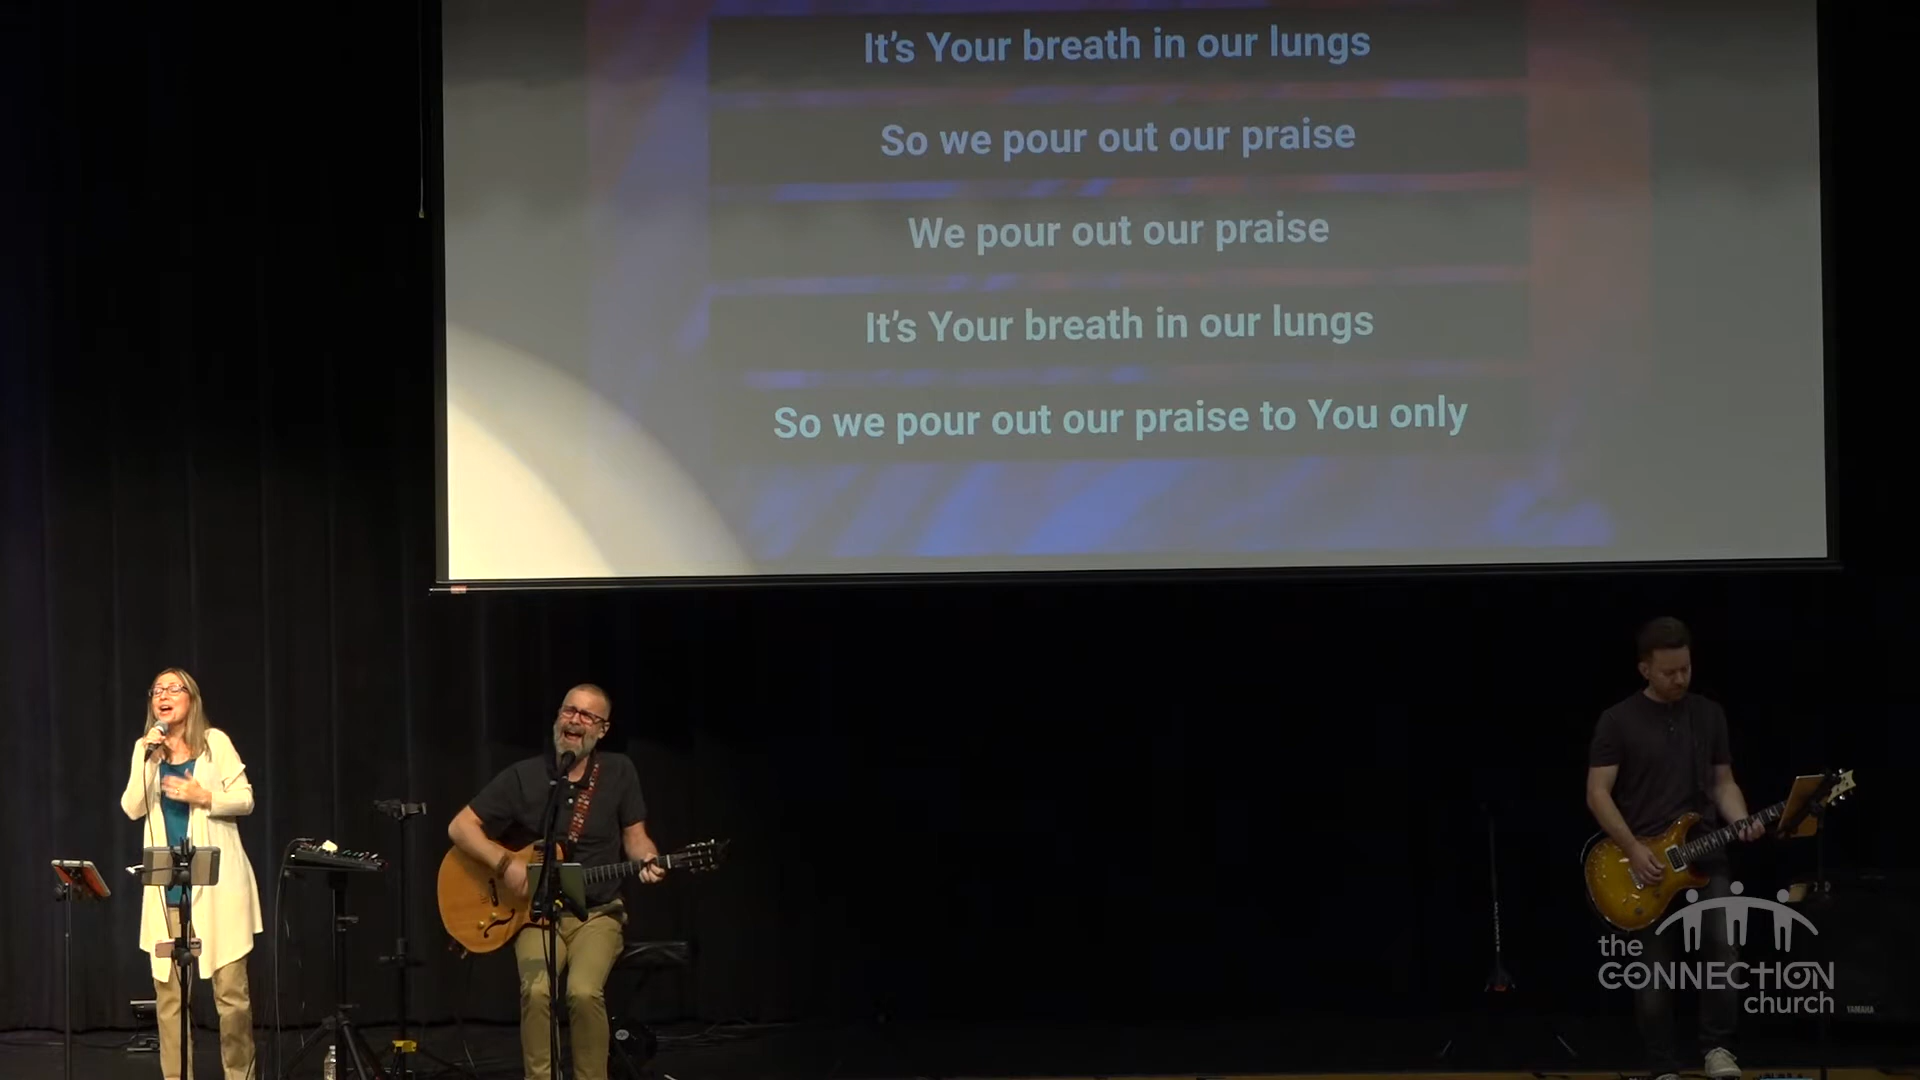 It's Your breath in our lungs
So we pour out our praise
We pour out our praise
It's Your breath in our lungs
So we pour out our praise to You only
the
CONNECTION
church
YAMAHA